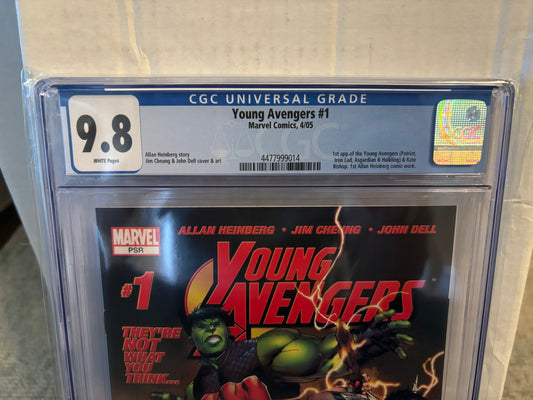 CGC UNIVERSAL GRADE
9.8
WHITE Pages
Young Avengers #1
Marvel Comics, 4/05
Allan Heinberg story
Jim Cheung & John Dell cover & art
4477999014
1st app of the Young Avengers (Patriot,
Iron Lad, Asgardian & Hulkling) & Kate
Bishop. 1st Allan Heinberg comic work.
CGC
CGC
ALLAN HEINBERG • JIM CHEUNG • JOHN DELL
MARVEL
PSR
#1
YOUNG
AVENGERS
THEY'RE
NOT
WHAT
YOU
THINK...